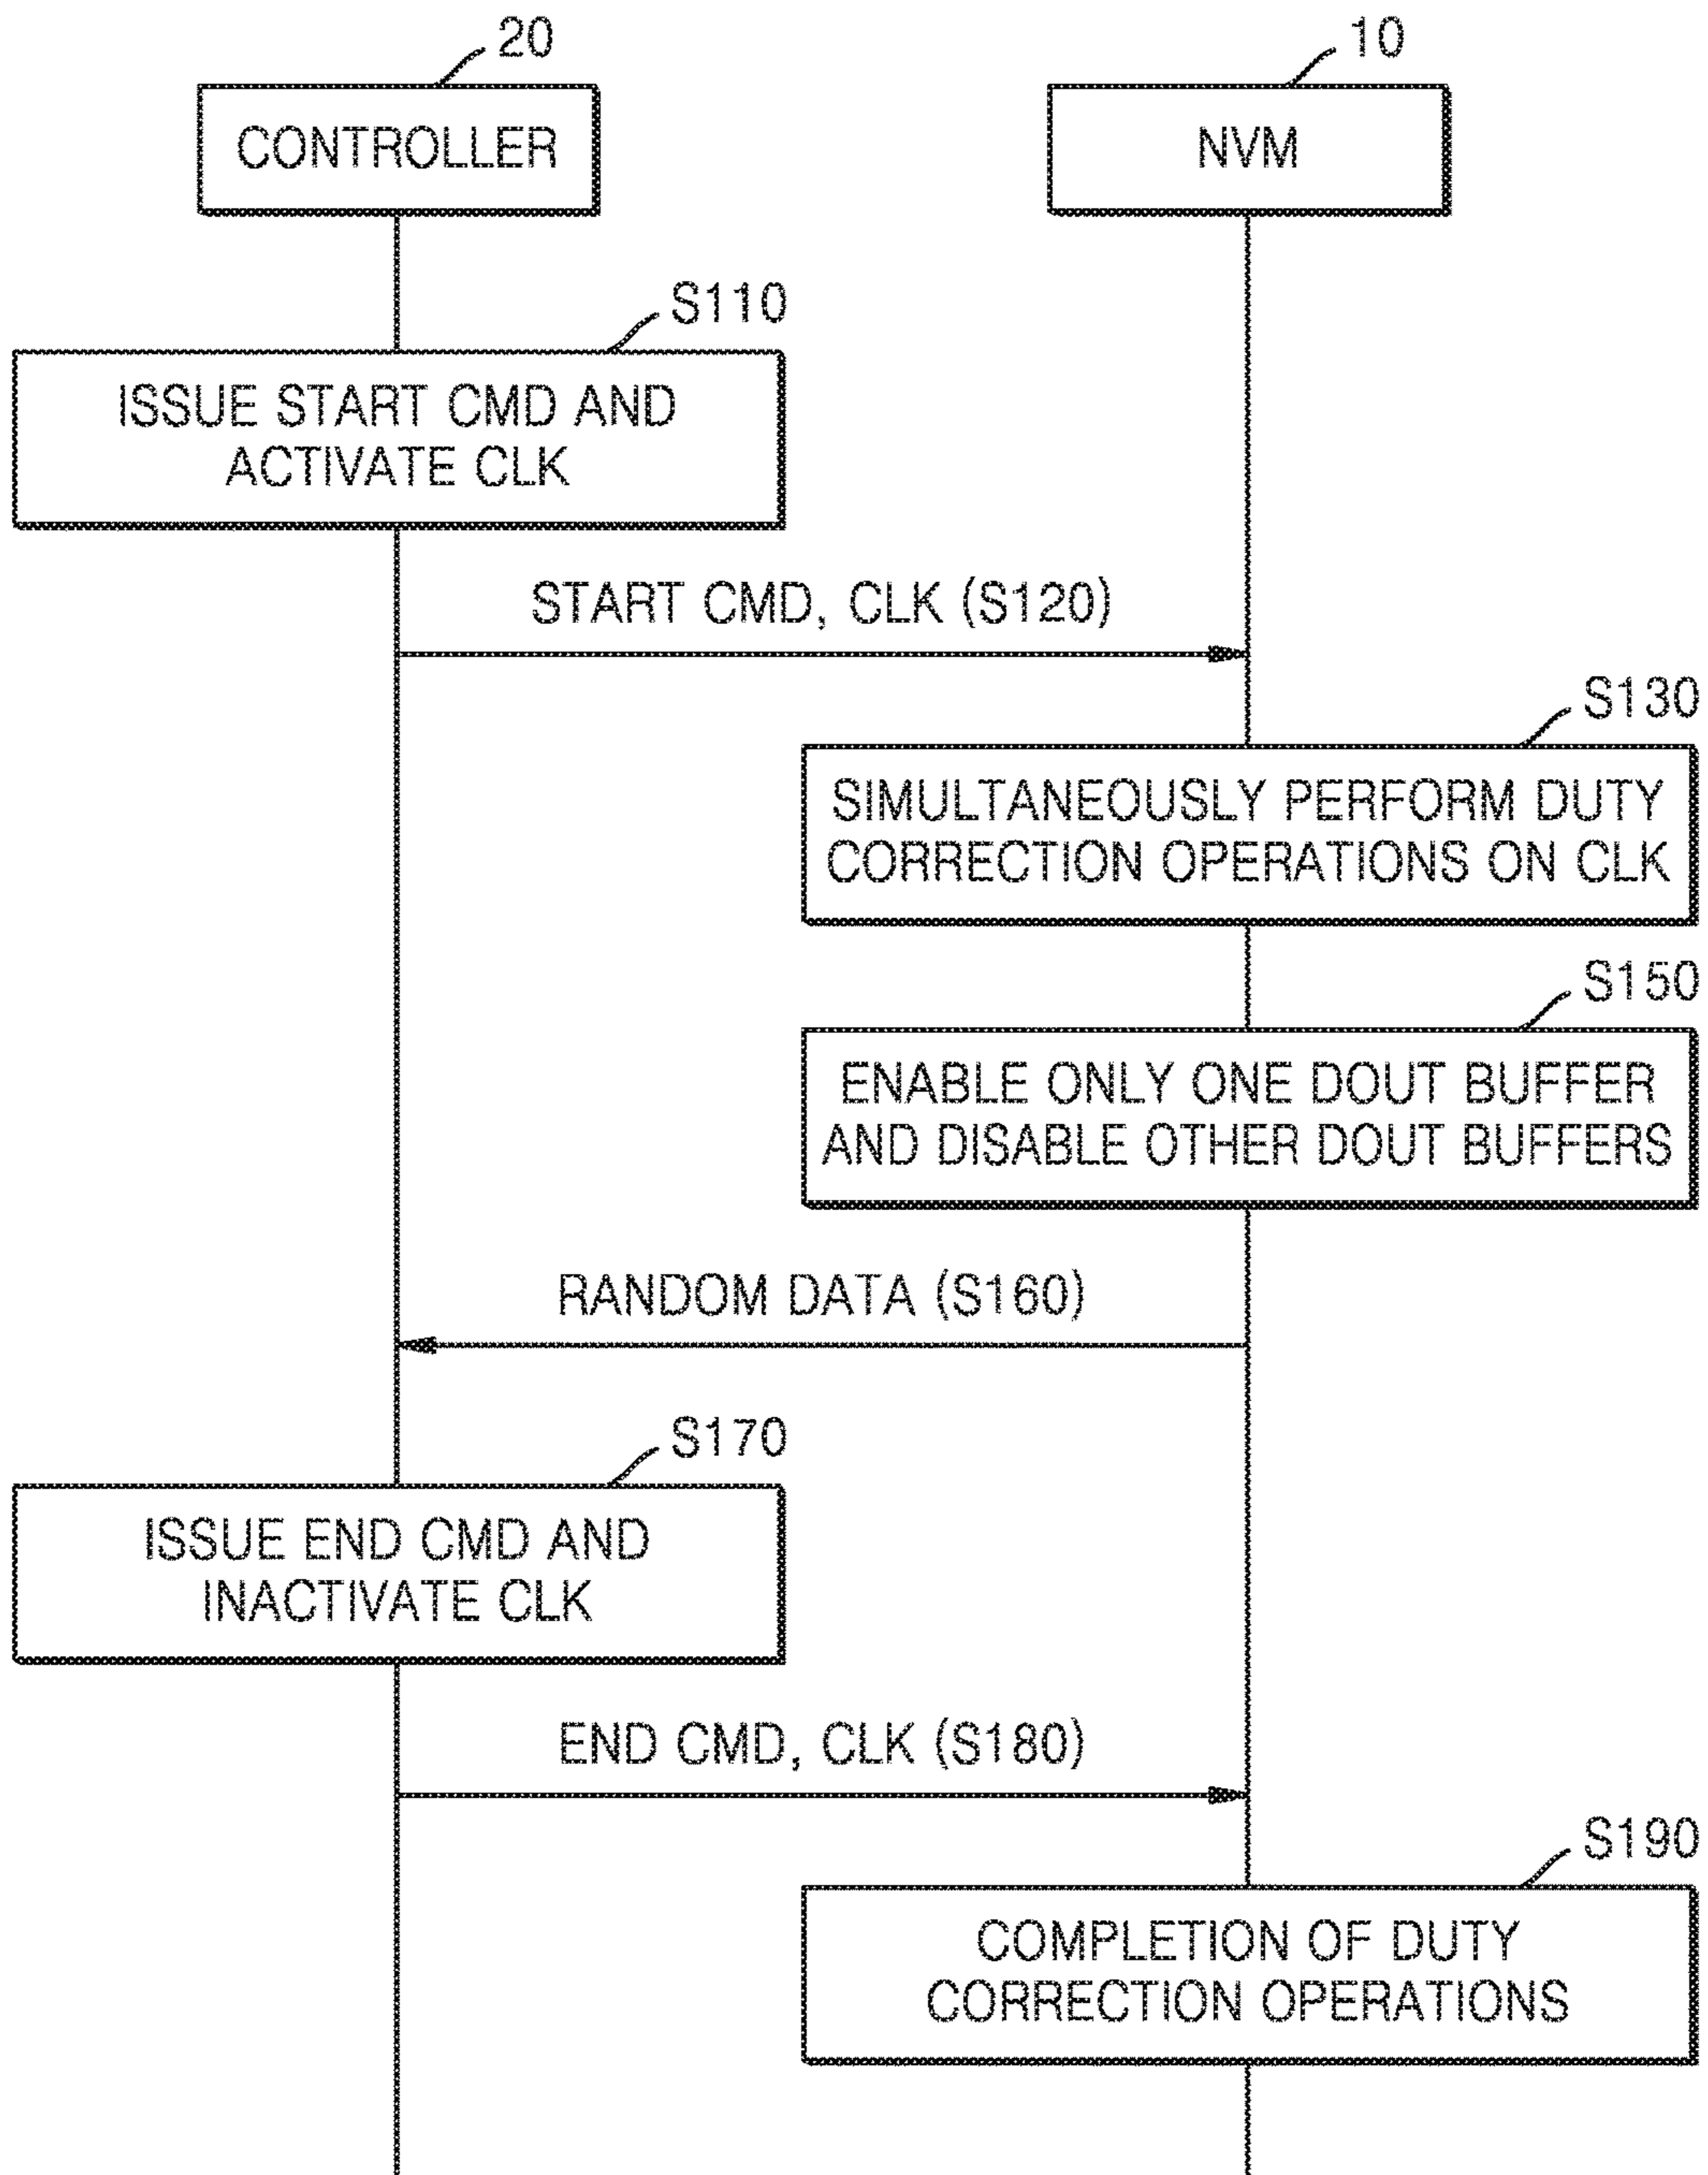 20
10
CONTROLLER
NVM
S110
ISSUE START CMD AND
ACTIVATE CLK
START CMD, CLK (S120)
S130
SIMULTANEOUSLY PERFORM DUTY
CORRECTION OPERATIONS ON CLK
S150
ENABLE ONLY ONE DOUT BUFFER
AND DISABLE OTHER DOUT BUFFERS
RANDOM DATA (S160)
S170
ISSUE END CMD AND
INACTIVATE CLK
END CMD, CLK (S180)
S190
COMPLETION OF DUTY
CORRECTION OPERATIONS